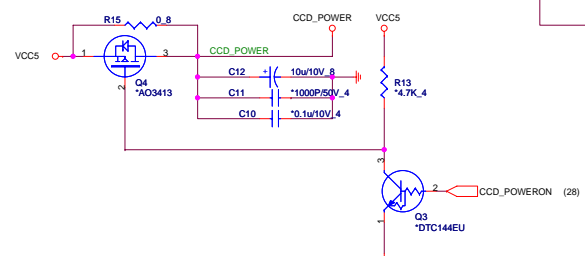 R15 0_8
CCD_POWER
VCC5
VCC5
1
3
CCD_POWER
C12
+
10u/10V_8
Q4
*AO3413
2
C11
*1000P/50V_4
R13
*4.7K_4
C10
*0.1u/10V_4
3
2
CCD_POWERON (28)
1
Q3
*DTC144EU